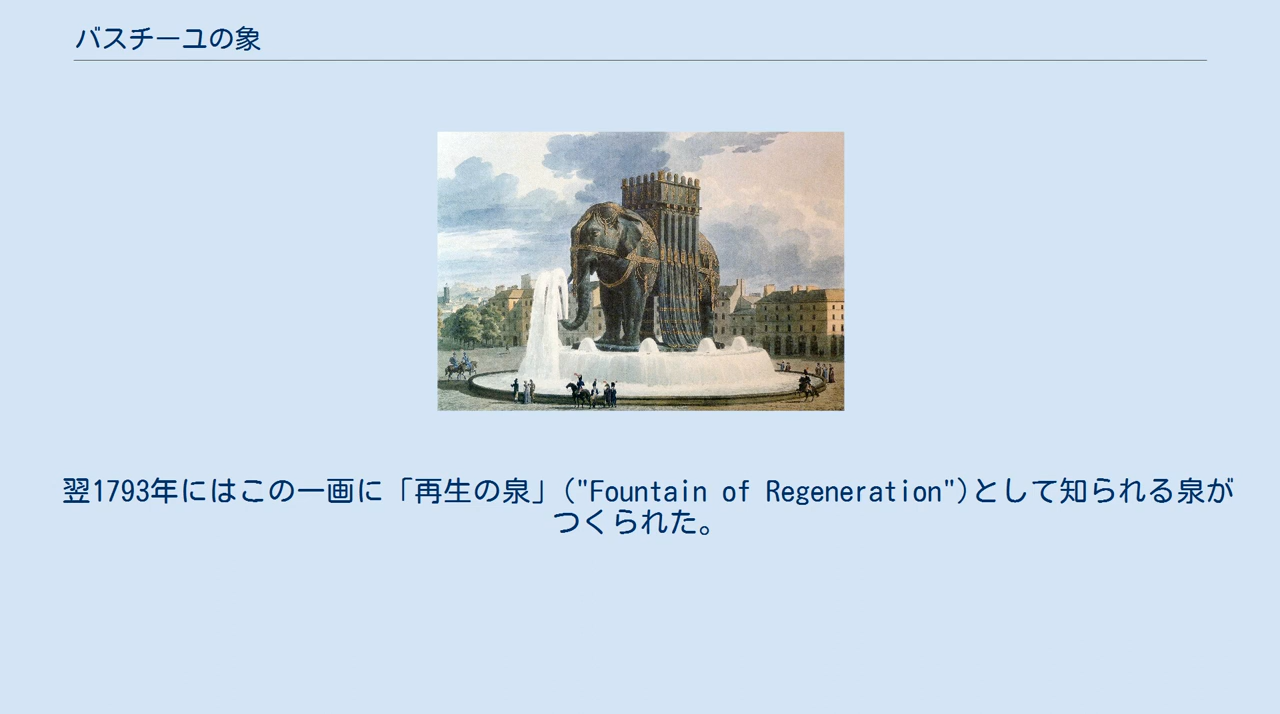 バスチーユの象
翌1793年にはこの一画に「再生の泉」("Fountain of Regeneration")として知られる泉が
つくられた。